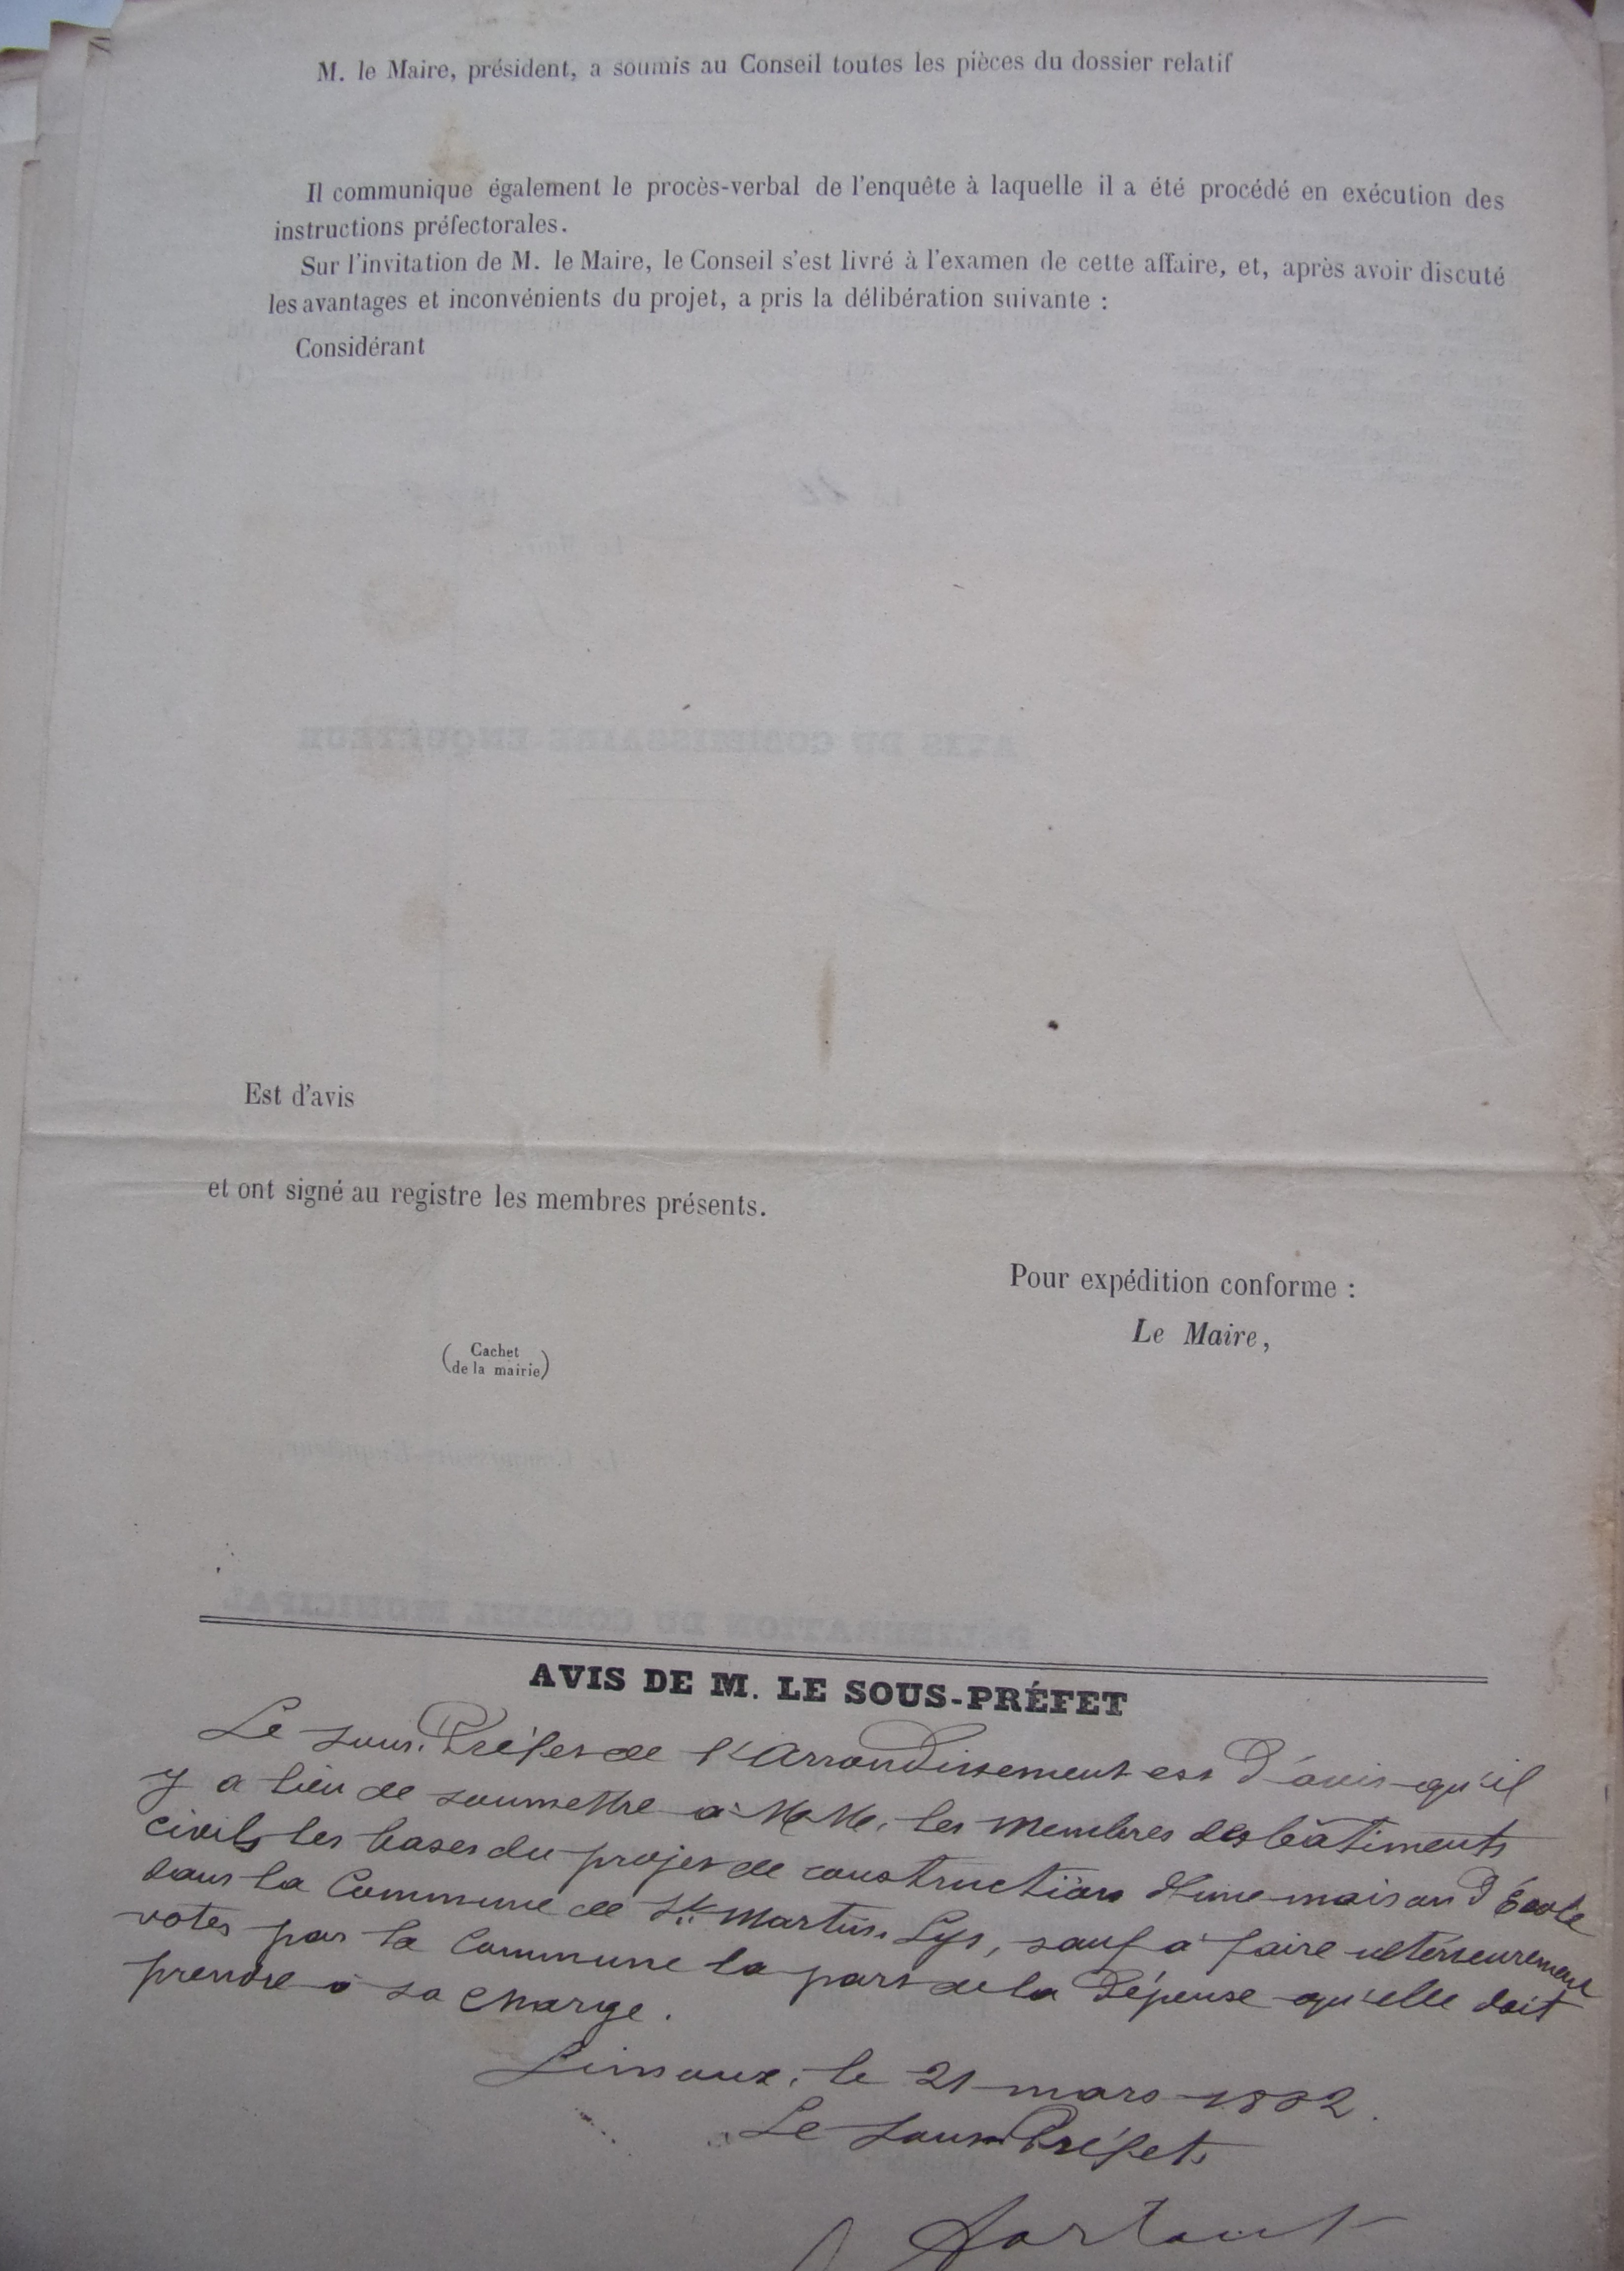 M. le Maire, président, a soumis au Conseil toutes les pièces du dossier relatif
Il communique également le procès-verbal de l'enquête à laquelle il a été procédé en exécution des
instructions préfectorales.
Sur l'invitation de M. le Maire, le Conseil s'est livré à l'examen de cette affaire, et, après avoir discuté
les avantages et inconvénients du projet, a pris la délibération suivante :
Considérant
Est d'avis
et ont signé au registre les membres présents.
Pour expédition conforme :
Le Maire,
(Cachet
de la mairie)
AVIS DE M. LE SOUS-PRÉFET
Le Sous-Préfet de l'Arrondissement est d'avis qu'il
y a lieu de soumettre à MM. les Membres des bâtiments
civils les bases du projet de construction d'une maison d'École
dans la Commune de St. Martin-Lys, sauf à faire ultérieurement
voter par la Commune la part de la dépense qu'elle doit
prendre à sa charge.
Limoux, le 21 mars 1882.
Le Sous-Préfet,